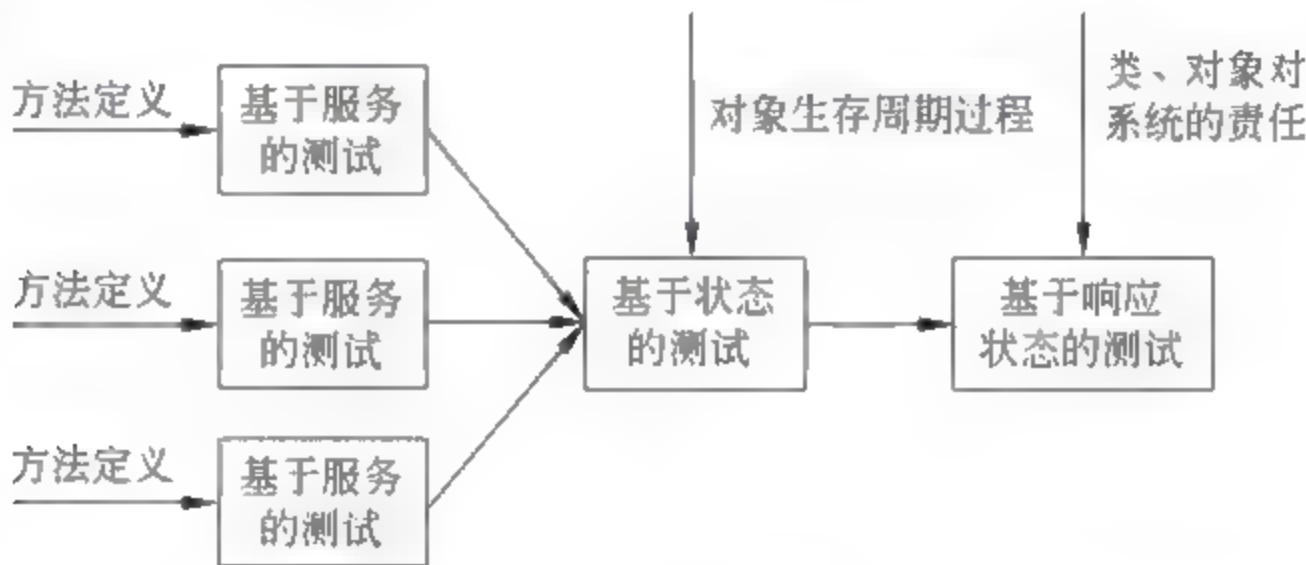 方法定义
基于服务
的测试
方法定义
基于服务
的测试
方法定义
基于服务
的测试
对象生存周期过程
基于状态
的测试
类、对象对
系统的责任
基于响应
状态的测试